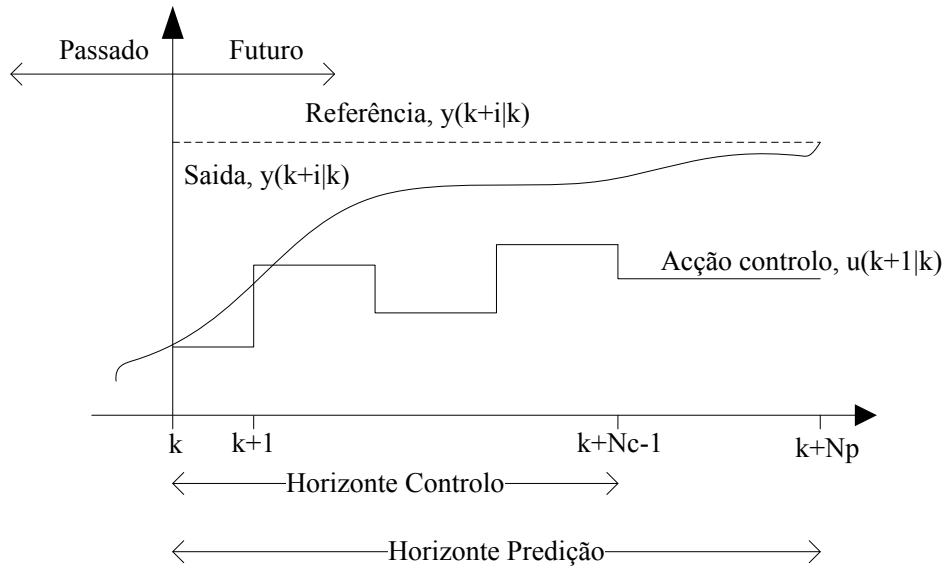 Passado
Futuro
Referência, y(k+i|k)
Saida, y(k+i|k)
Acção controlo, u(k+1|k)
k
k+1
k+Nc-1
k+Np
Horizonte Controlo
Horizonte Predição